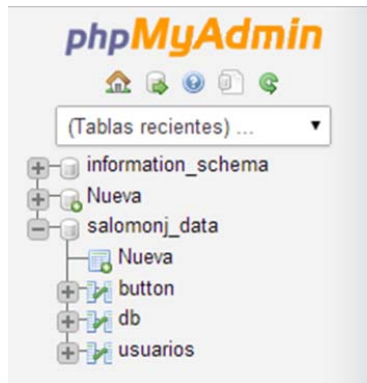 phpMyAdmin
(Tablas recientes) ...
information_schema
Nueva
salomonj_data
Nueva
button
db
usuarios